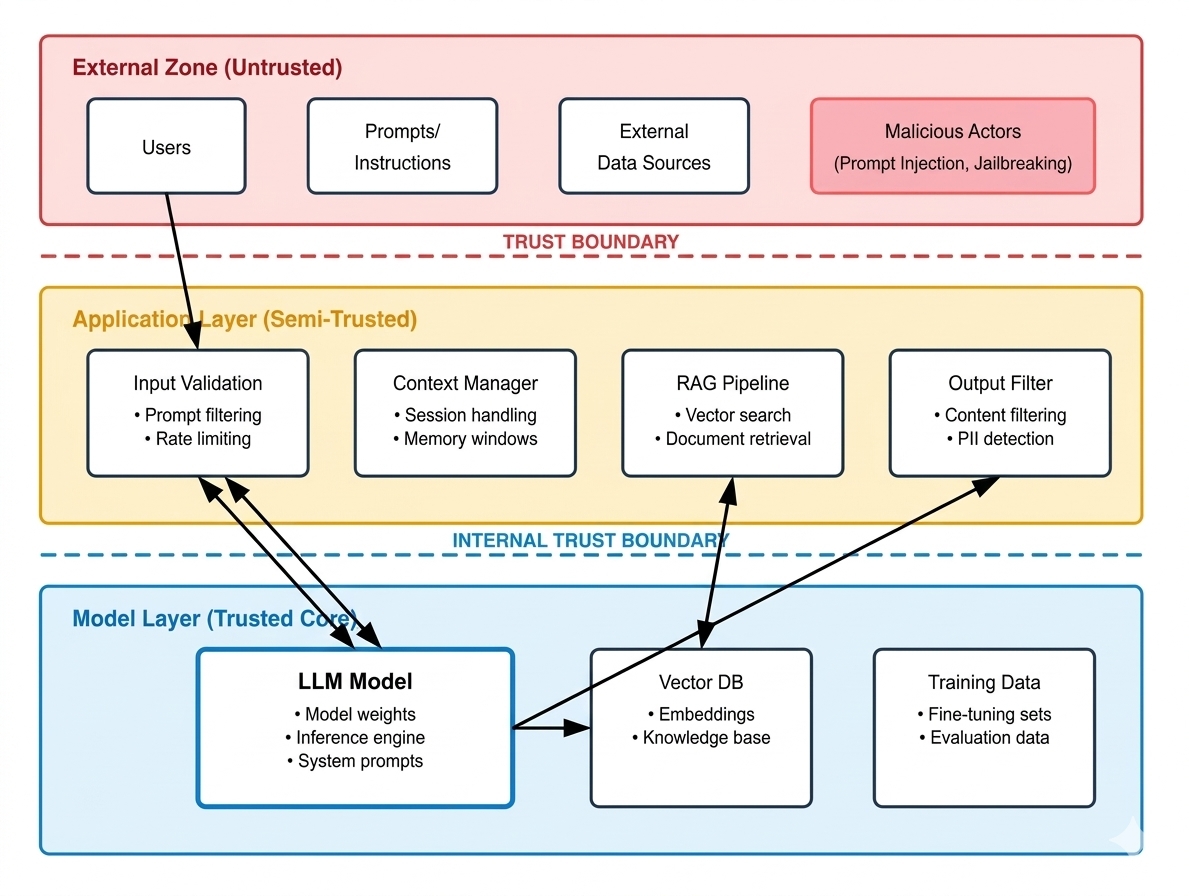 External Zone (Untrusted)
Users
Prompts/
Instructions
External
Data Sources
Malicious Actors
(Prompt Injection, Jailbreaking)
TRUST BOUNDARY
Application Layer (Semi-Trusted)
Input Validation
• Prompt filtering
• Rate limiting
Context Manager
• Session handling
• Memory windows
RAG Pipeline
• Vector search
• Document retrieval
Output Filter
• Content filtering
• PII detection
INTERNAL TRUST BOUNDARY
Model Layer (Trusted Core)
LLM Model
• Model weights
• Inference engine
• System prompts
Vector DB
• Embeddings
• Knowledge base
Training Data
• Fine-tuning sets
• Evaluation data